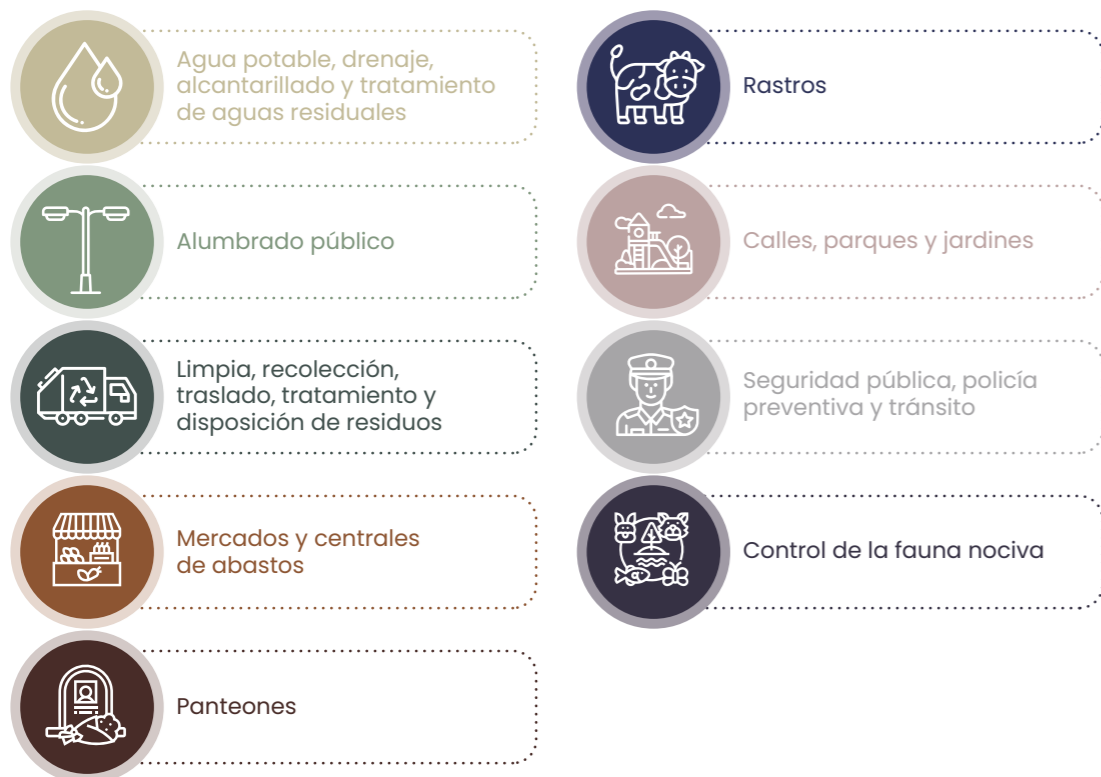 Agua potable, drenaje,
alcantarillado y tratamiento
de aguas residuales
Alumbrado público
Limpia, recolección,
traslado, tratamiento y
disposición de residuos
Mercados y centrales
de abastos
Panteones
Rastros
Calles, parques y jardines
Seguridad pública, policía
preventiva y tránsito
Control de la fauna nociva